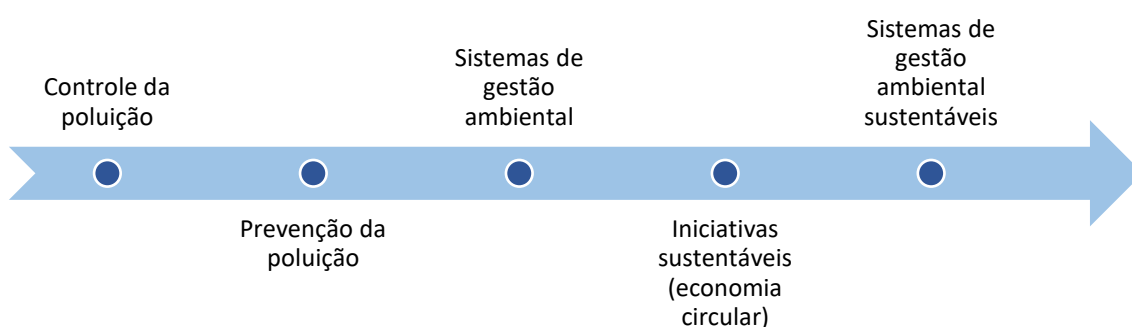 Controle da
poluição
Prevenção da
poluição
Sistemas de
gestão
ambiental
Iniciativas
sustentáveis
(economia
circular)
Sistemas de
gestão
ambiental
sustentáveis